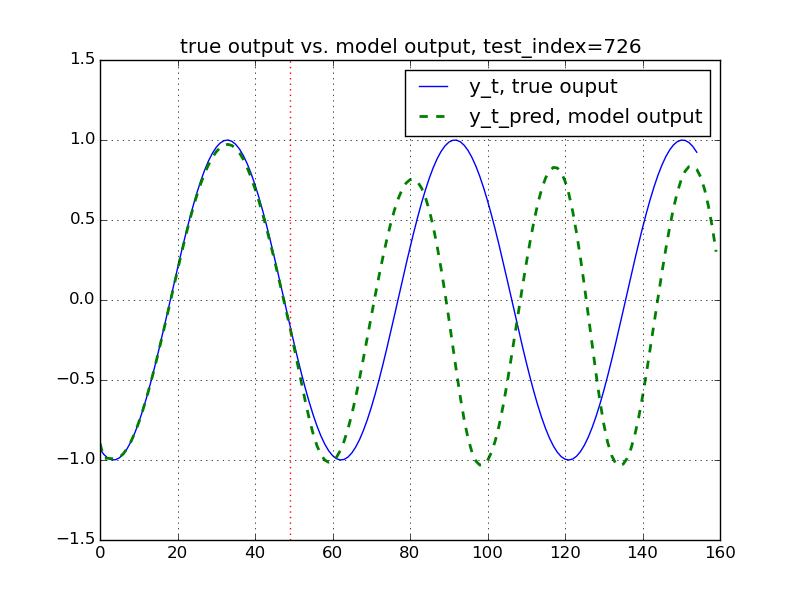 true output vs. model output, test_index=726
y_t, true ouput
y_t_pred, model output
1.5
1.0
0.5
0.0
−0.5
−1.0
−1.5
0 20 40 60 80 100 120 140 160